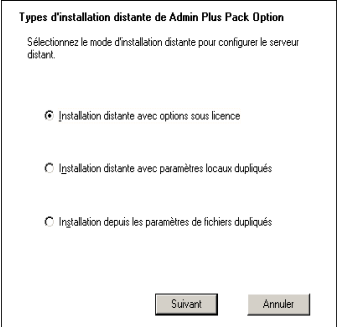 Types d'installation distante de Admin Plus Pack Option
Sélectionnez le mode d'installation distante pour configurer le serveur
distant.
Installation distante avec options sous licence
Installation distante avec paramètres locaux dupliqués
Installation depuis les paramètres de fichiers dupliqués
Suivant
Annuler